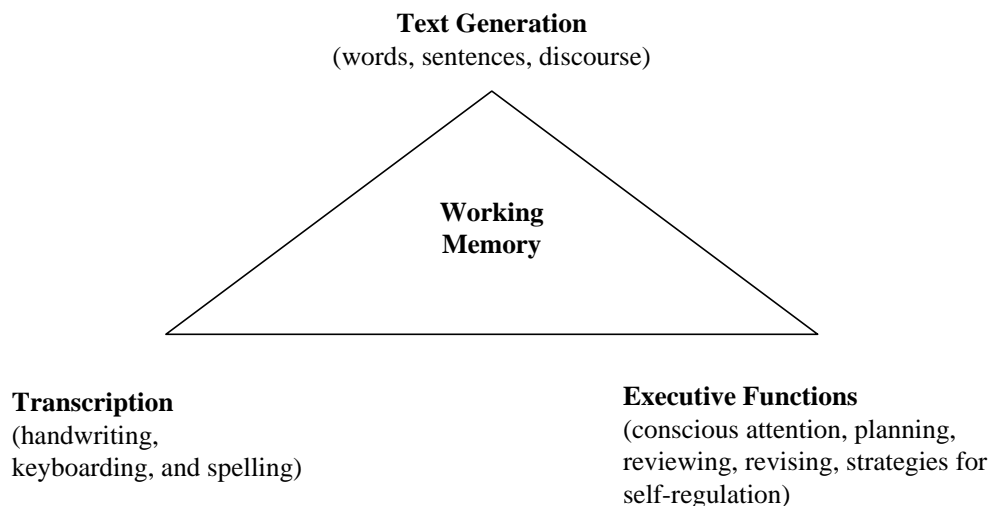 Text Generation
(words, sentences, discourse)
Working
Memory
Transcription
(handwriting,
keyboarding, and spelling)
Executive Functions
(conscious attention, planning,
reviewing, revising, strategies for
self-regulation)